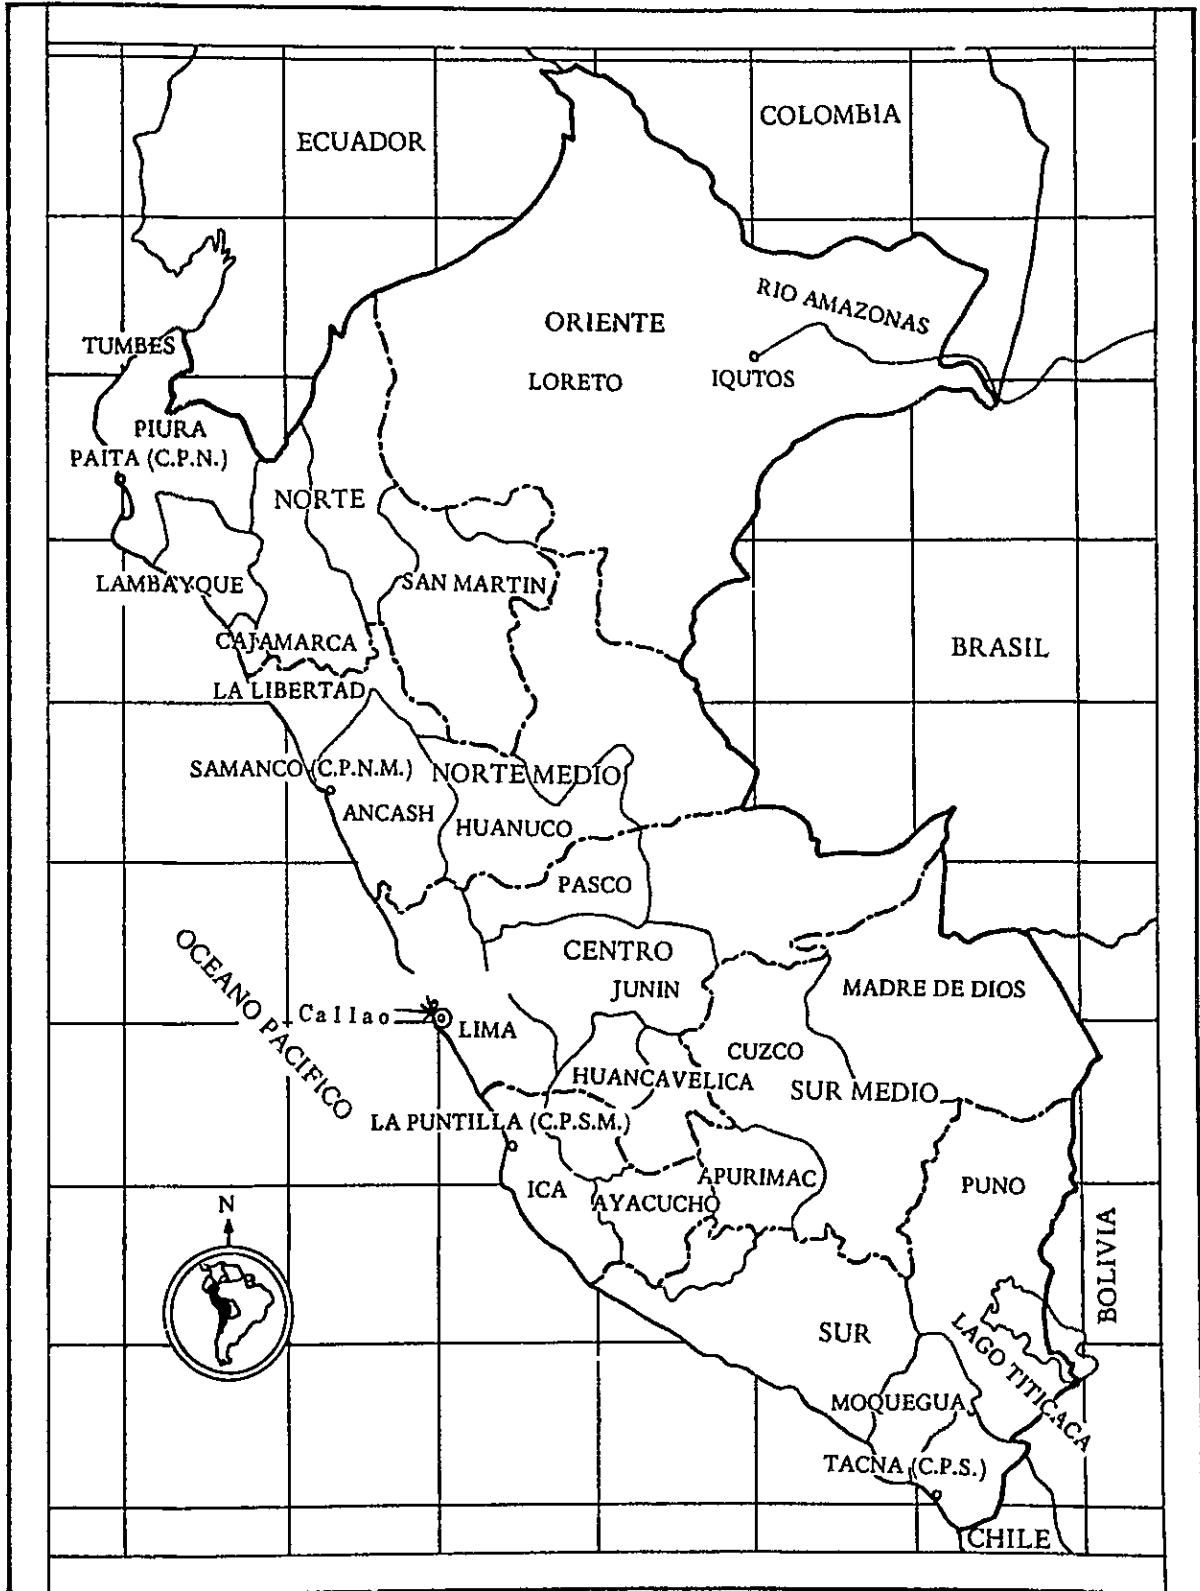 COLOMBIA
ECUADOR
RIO AMAZONAS
ORIENTE
TUMBES
LORETO
IQUTOS
PIURA
PAITA (C.P.N.)
NORTE
LAMBAYQUE
SAN MARTIN
CAJAMARCA
BRASIL
LA LIBERTAD
SAMANCO (C.P.N.M.)
NORTE MEDIO
ANCASH
HUANUCO
PASCO
OCEANO PACIFICO
CENTRO
JUNIN
MADRE DE DIOS
Callao
LIMA
CUZCO
HUANCAVELICA
SUR MEDIO
LA PUNTILLA (C.P.S.M.)
APURIMAC
PUNO
ICA
AYACUCHO
N
BOLIVIA
SUR
LAGO TITICACA
MOQUEGUA
TACNA (C.P.S.)
CHILE